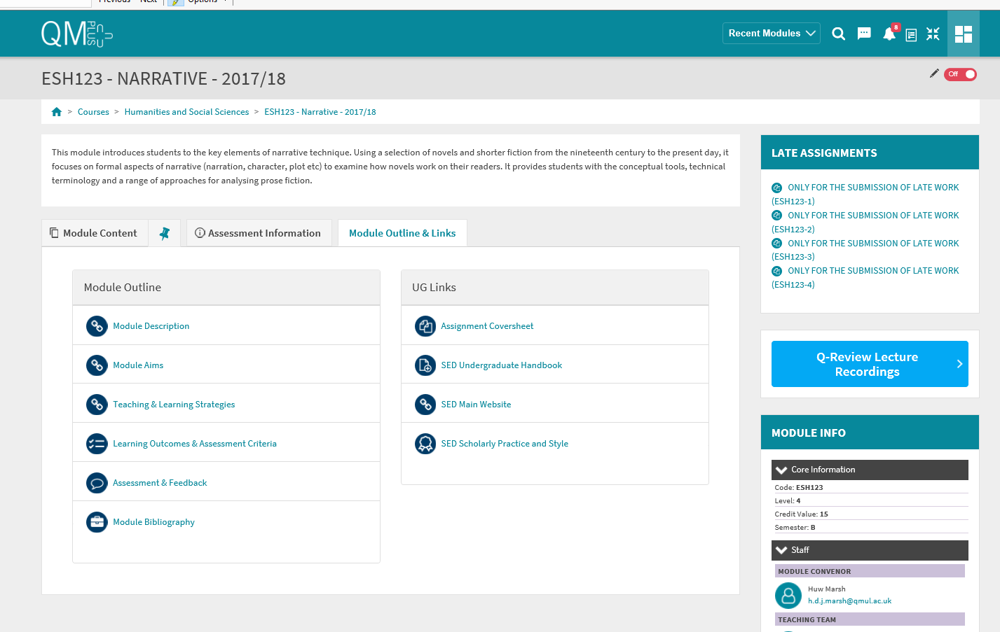 Previous Next Options
QM PLUS
Recent Modules
8
ESH123 - NARRATIVE - 2017/18
Off
> Courses > Humanities and Social Sciences > ESH123 - Narrative - 2017/18
This module introduces students to the key elements of narrative technique. Using a selection of novels and shorter fiction from the nineteenth century to the present day, it
focuses on formal aspects of narrative (narration, character, plot etc) to examine how novels work on their readers. It provides students with the conceptual tools, technical
terminology and a range of approaches for analysing prose fiction.
Module Content
Assessment Information
Module Outline & Links
Module Outline
Module Description
Module Aims
Teaching & Learning Strategies
Learning Outcomes & Assessment Criteria
Assessment & Feedback
Module Bibliography
UG Links
Assignment Coversheet
SED Undergraduate Handbook
SED Main Website
SED Scholarly Practice and Style
LATE ASSIGNMENTS
ONLY FOR THE SUBMISSION OF LATE WORK
(ESH123-1)
ONLY FOR THE SUBMISSION OF LATE WORK
(ESH123-2)
ONLY FOR THE SUBMISSION OF LATE WORK
(ESH123-3)
ONLY FOR THE SUBMISSION OF LATE WORK
(ESH123-4)
Q-Review Lecture
Recordings
MODULE INFO
Core Information
Code: ESH123
Level: 4
Credit Value: 15
Semester: B
Staff
MODULE CONVENOR
Huw Marsh
h.d.j.marsh@qmul.ac.uk
TEACHING TEAM